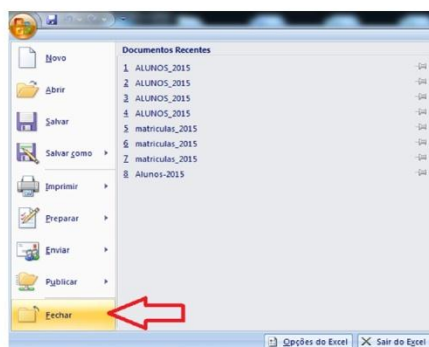 Novo
Abrir
Salvar
Salvar como
Imprimir
Preparar
Enviar
Publicar
Fechar
Documentos Recentes
1 ALUNOS_2015
2 ALUNOS_2015
3 ALUNOS_2015
4 ALUNOS_2015
5 matriculas_2015
6 matriculas_2015
7 matriculas_2015
8 Alunos-2015
Opções do Excel
Sair do Excel